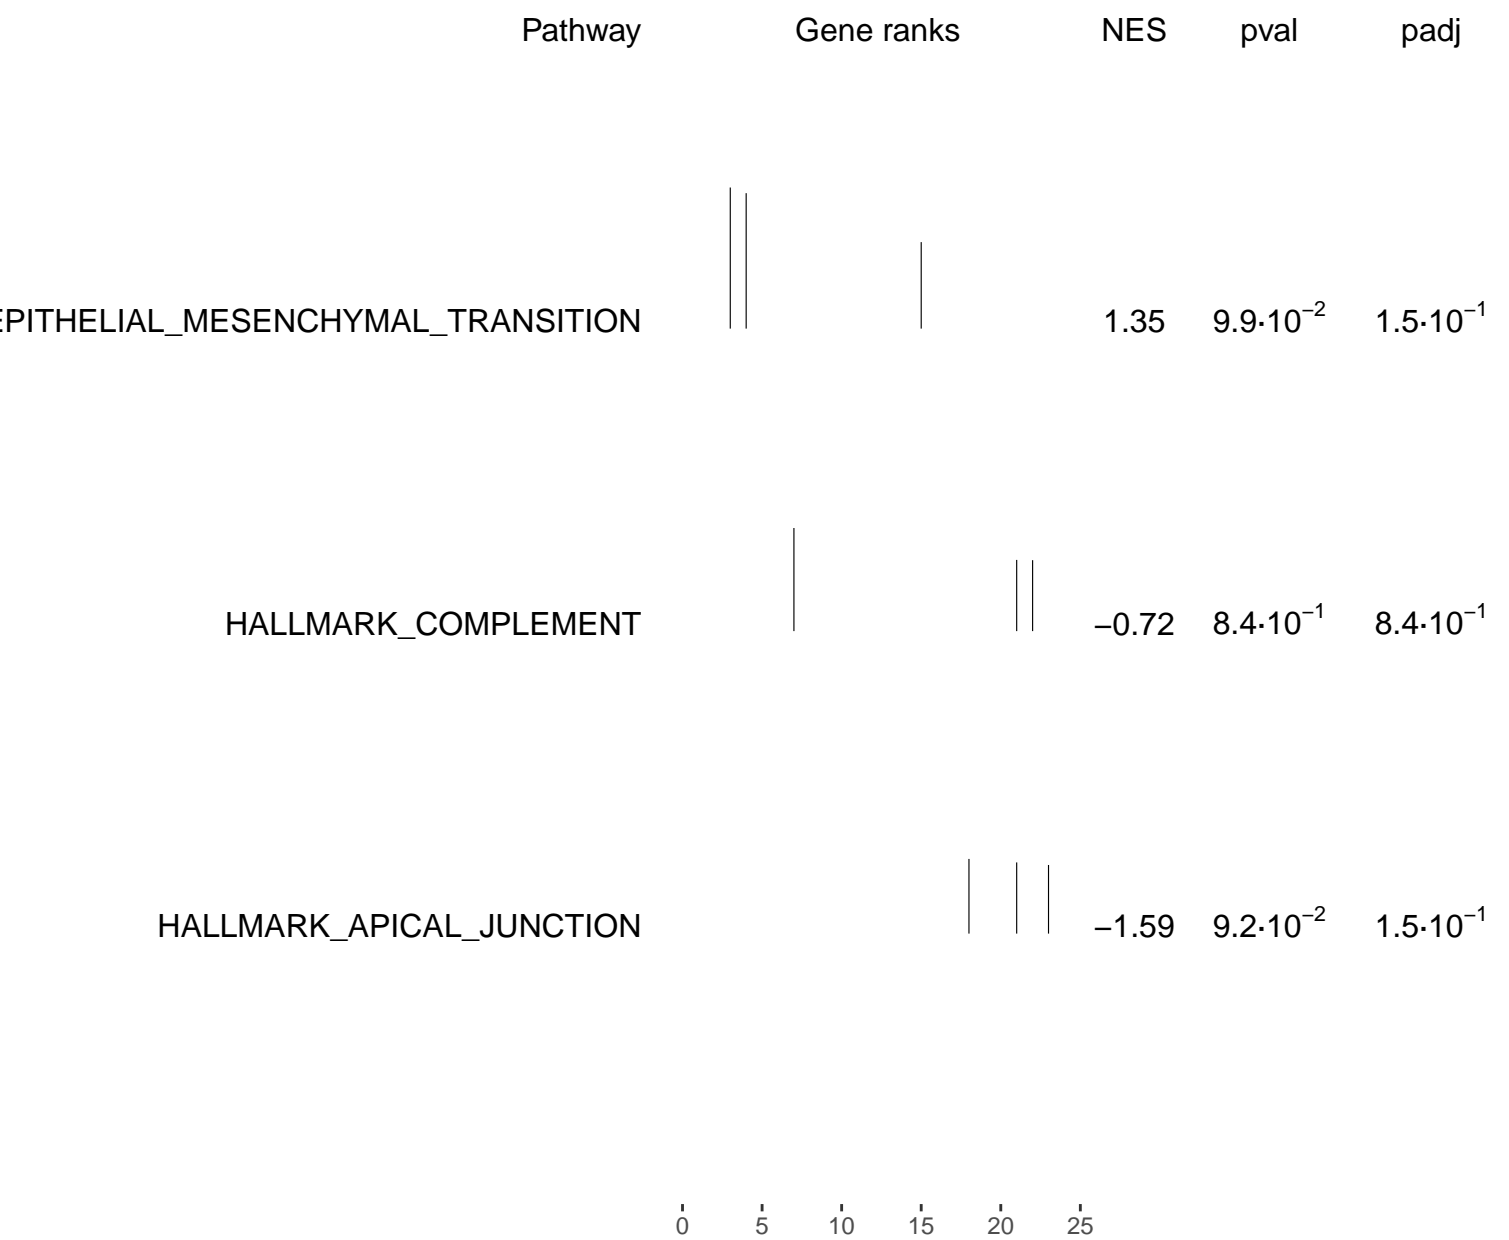 Pathway Gene ranks NES pval padj
EPITHELIAL_MESENCHYMAL_TRANSITION 1.35 9.9·10⁻² 1.5·10⁻¹
HALLMARK_COMPLEMENT −0.72 8.4·10⁻¹ 8.4·10⁻¹
HALLMARK_APICAL_JUNCTION −1.59 9.2·10⁻² 1.5·10⁻¹
0 5 10 15 20 25